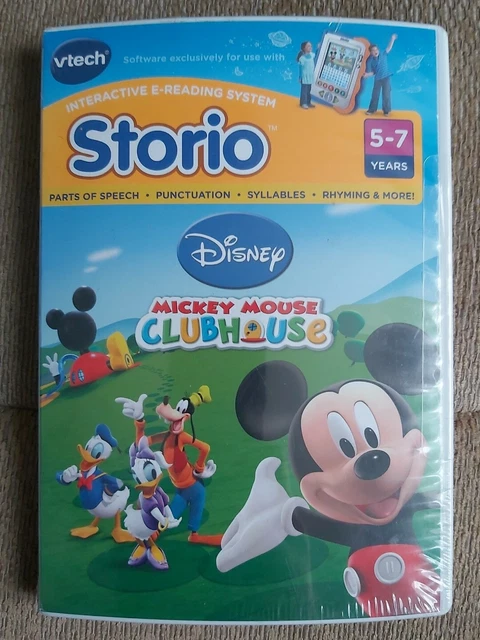 vtech®
Software exclusively for use with
INTERACTIVE E-READING SYSTEM
Storio™
5-7
YEARS
PARTS OF SPEECH • PUNCTUATION • SYLLABLES • RHYMING & MORE!
Disney
MICKEY MOUSE
CLUBHOUSE